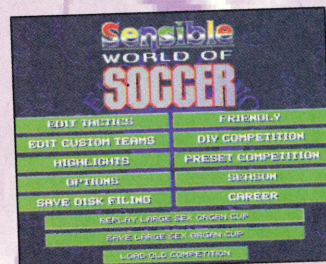 Sensible
WORLD OF
SOCCER
EDIT TACTICS
FRIENDLY
EDIT CUSTOM TEAMS
DIY COMPETITION
HIGHLIGHTS
PRESET COMPETITION
OPTIONS
SEASON
SAVE DISK FILING
CAREER
REPLAY LARGE SEX ORGAN CUP
SAVE LARGE SEX ORGAN CUP
LOAD OLD COMPETITION